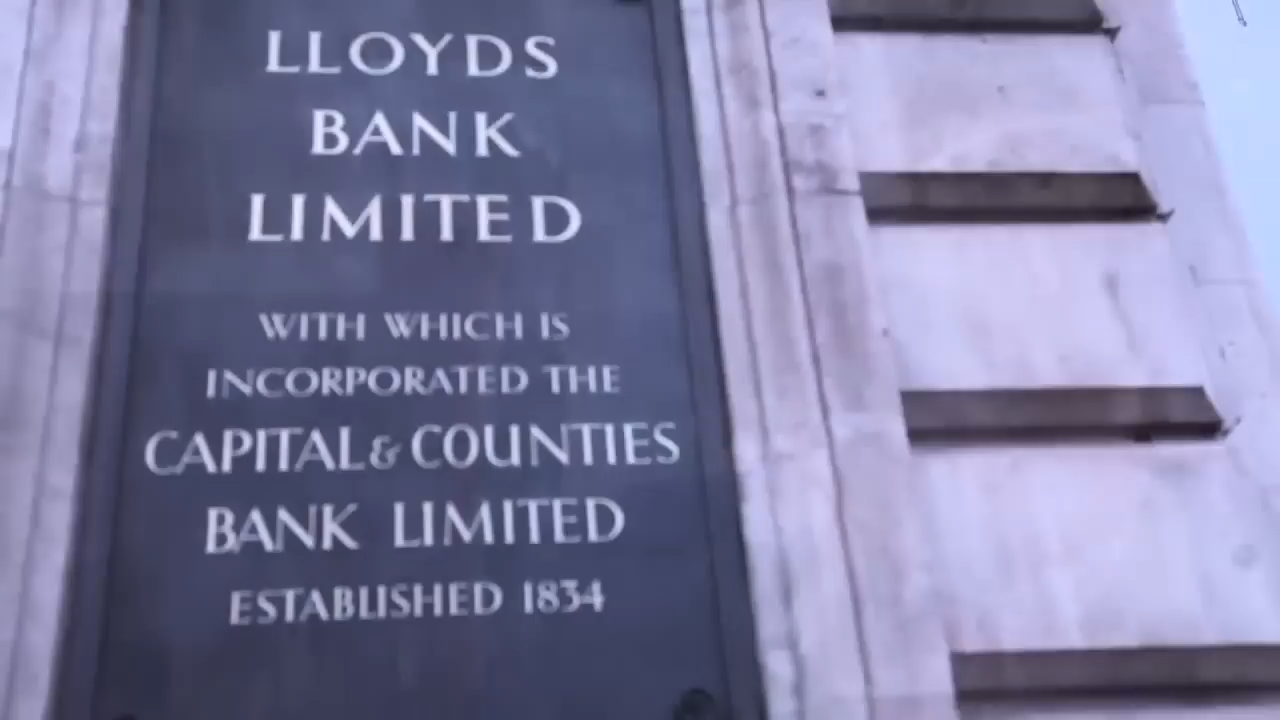 LLOYDS
BANK
LIMITED
WITH WHICH IS
INCORPORATED THE
CAPITAL & COUNTIES
BANK LIMITED
ESTABLISHED 1834